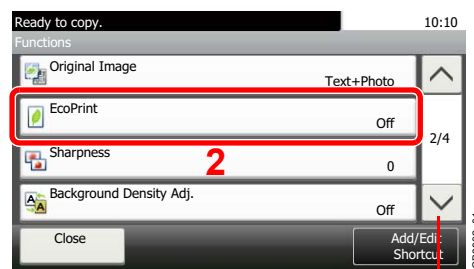 Ready to copy.
10:10
Functions
Original Image
Text+Photo
EcoPrint
Off
2/4
Sharpness
2
0
Background Density Adj.
Off
Close
Add/Edit
Shortcut